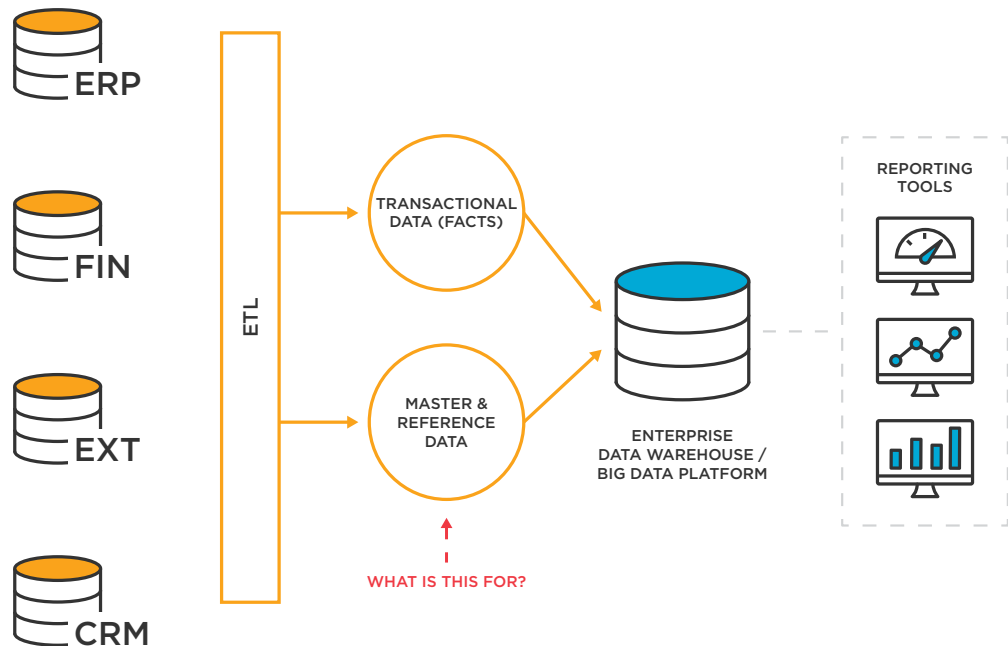 ERP
FIN
EXT
CRM
ETL
TRANSACTIONAL
DATA (FACTS)
MASTER &
REFERENCE
DATA
WHAT IS THIS FOR?
ENTERPRISE
DATA WAREHOUSE /
BIG DATA PLATFORM
REPORTING
TOOLS